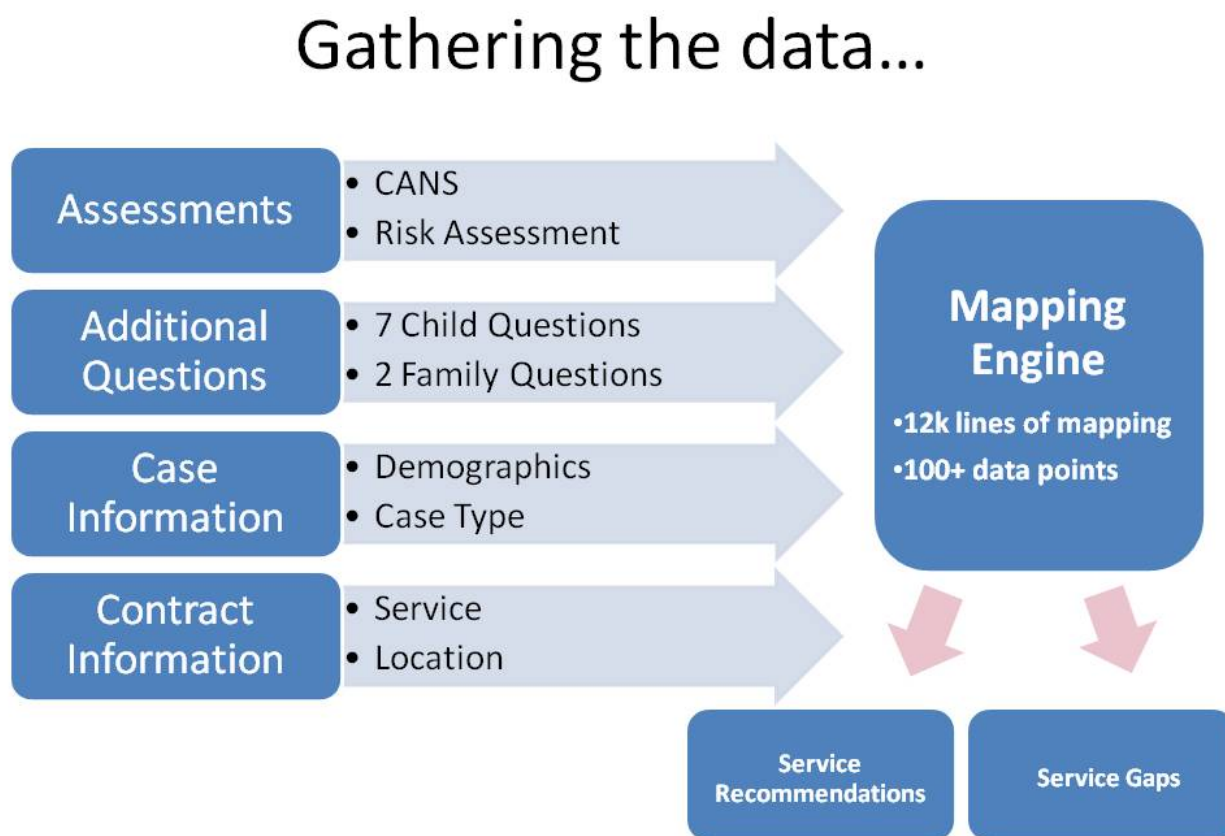 Gathering the data...
Assessments
• CANS
• Risk Assessment
Additional
Questions
• 7 Child Questions
• 2 Family Questions
Case
Information
• Demographics
• Case Type
Contract
Information
• Service
• Location
Mapping
Engine
•12k lines of mapping
•100+ data points
Service
Recommendations
Service Gaps